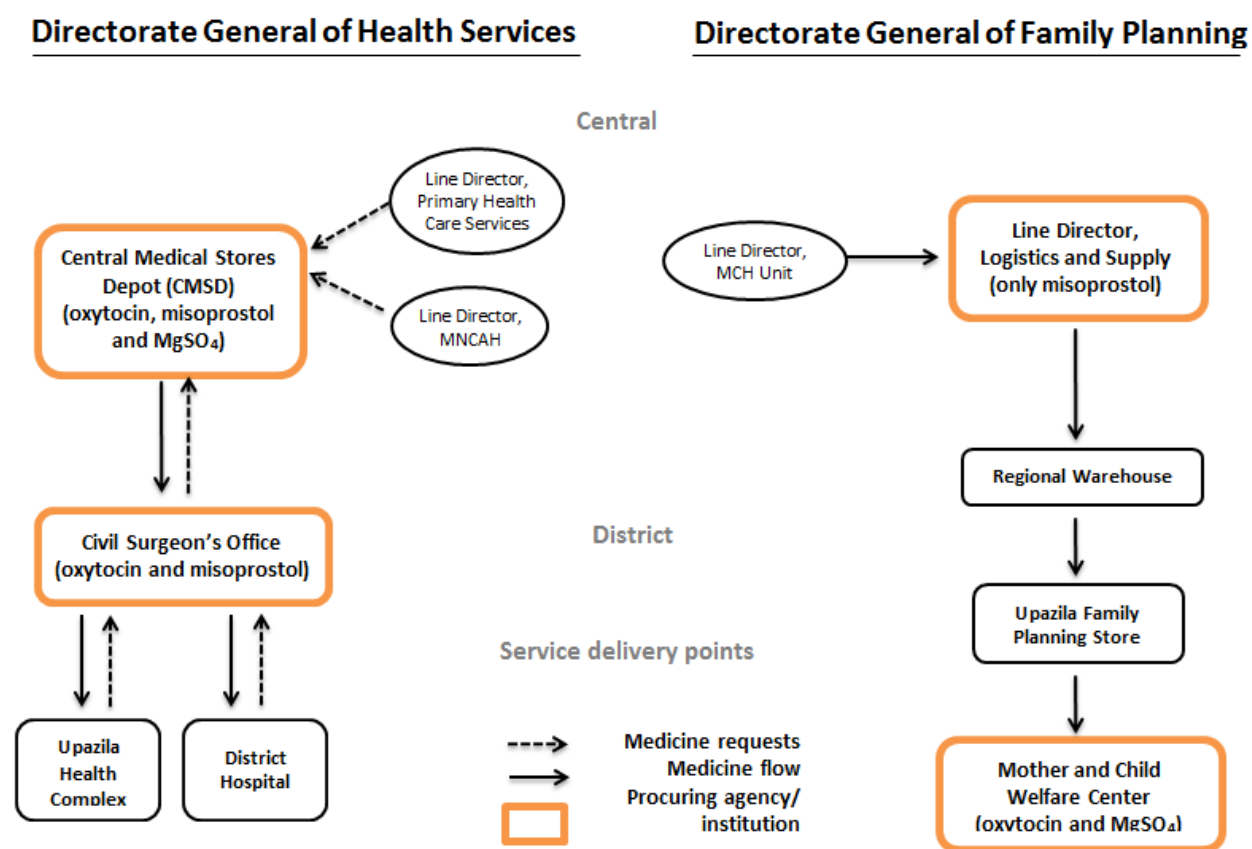 Directorate General of Health Services
Directorate General of Family Planning
Central
Line Director,
Primary Health
Care Services
Central Medical Stores
Depot (CMSD)
(oxytocin, misoprostol
and MgSO₄)
Line Director,
MNCAH
Line Director,
MCH Unit
Line Director,
Logistics and Supply
(only misoprostol)
Regional Warehouse
District
Civil Surgeon's Office
(oxytocin and misoprostol)
Upazila Family
Planning Store
Service delivery points
Upazila
Health
Complex
District
Hospital
Medicine requests
Medicine flow
Procuring agency/
institution
Mother and Child
Welfare Center
(oxytocin and MgSO₄)